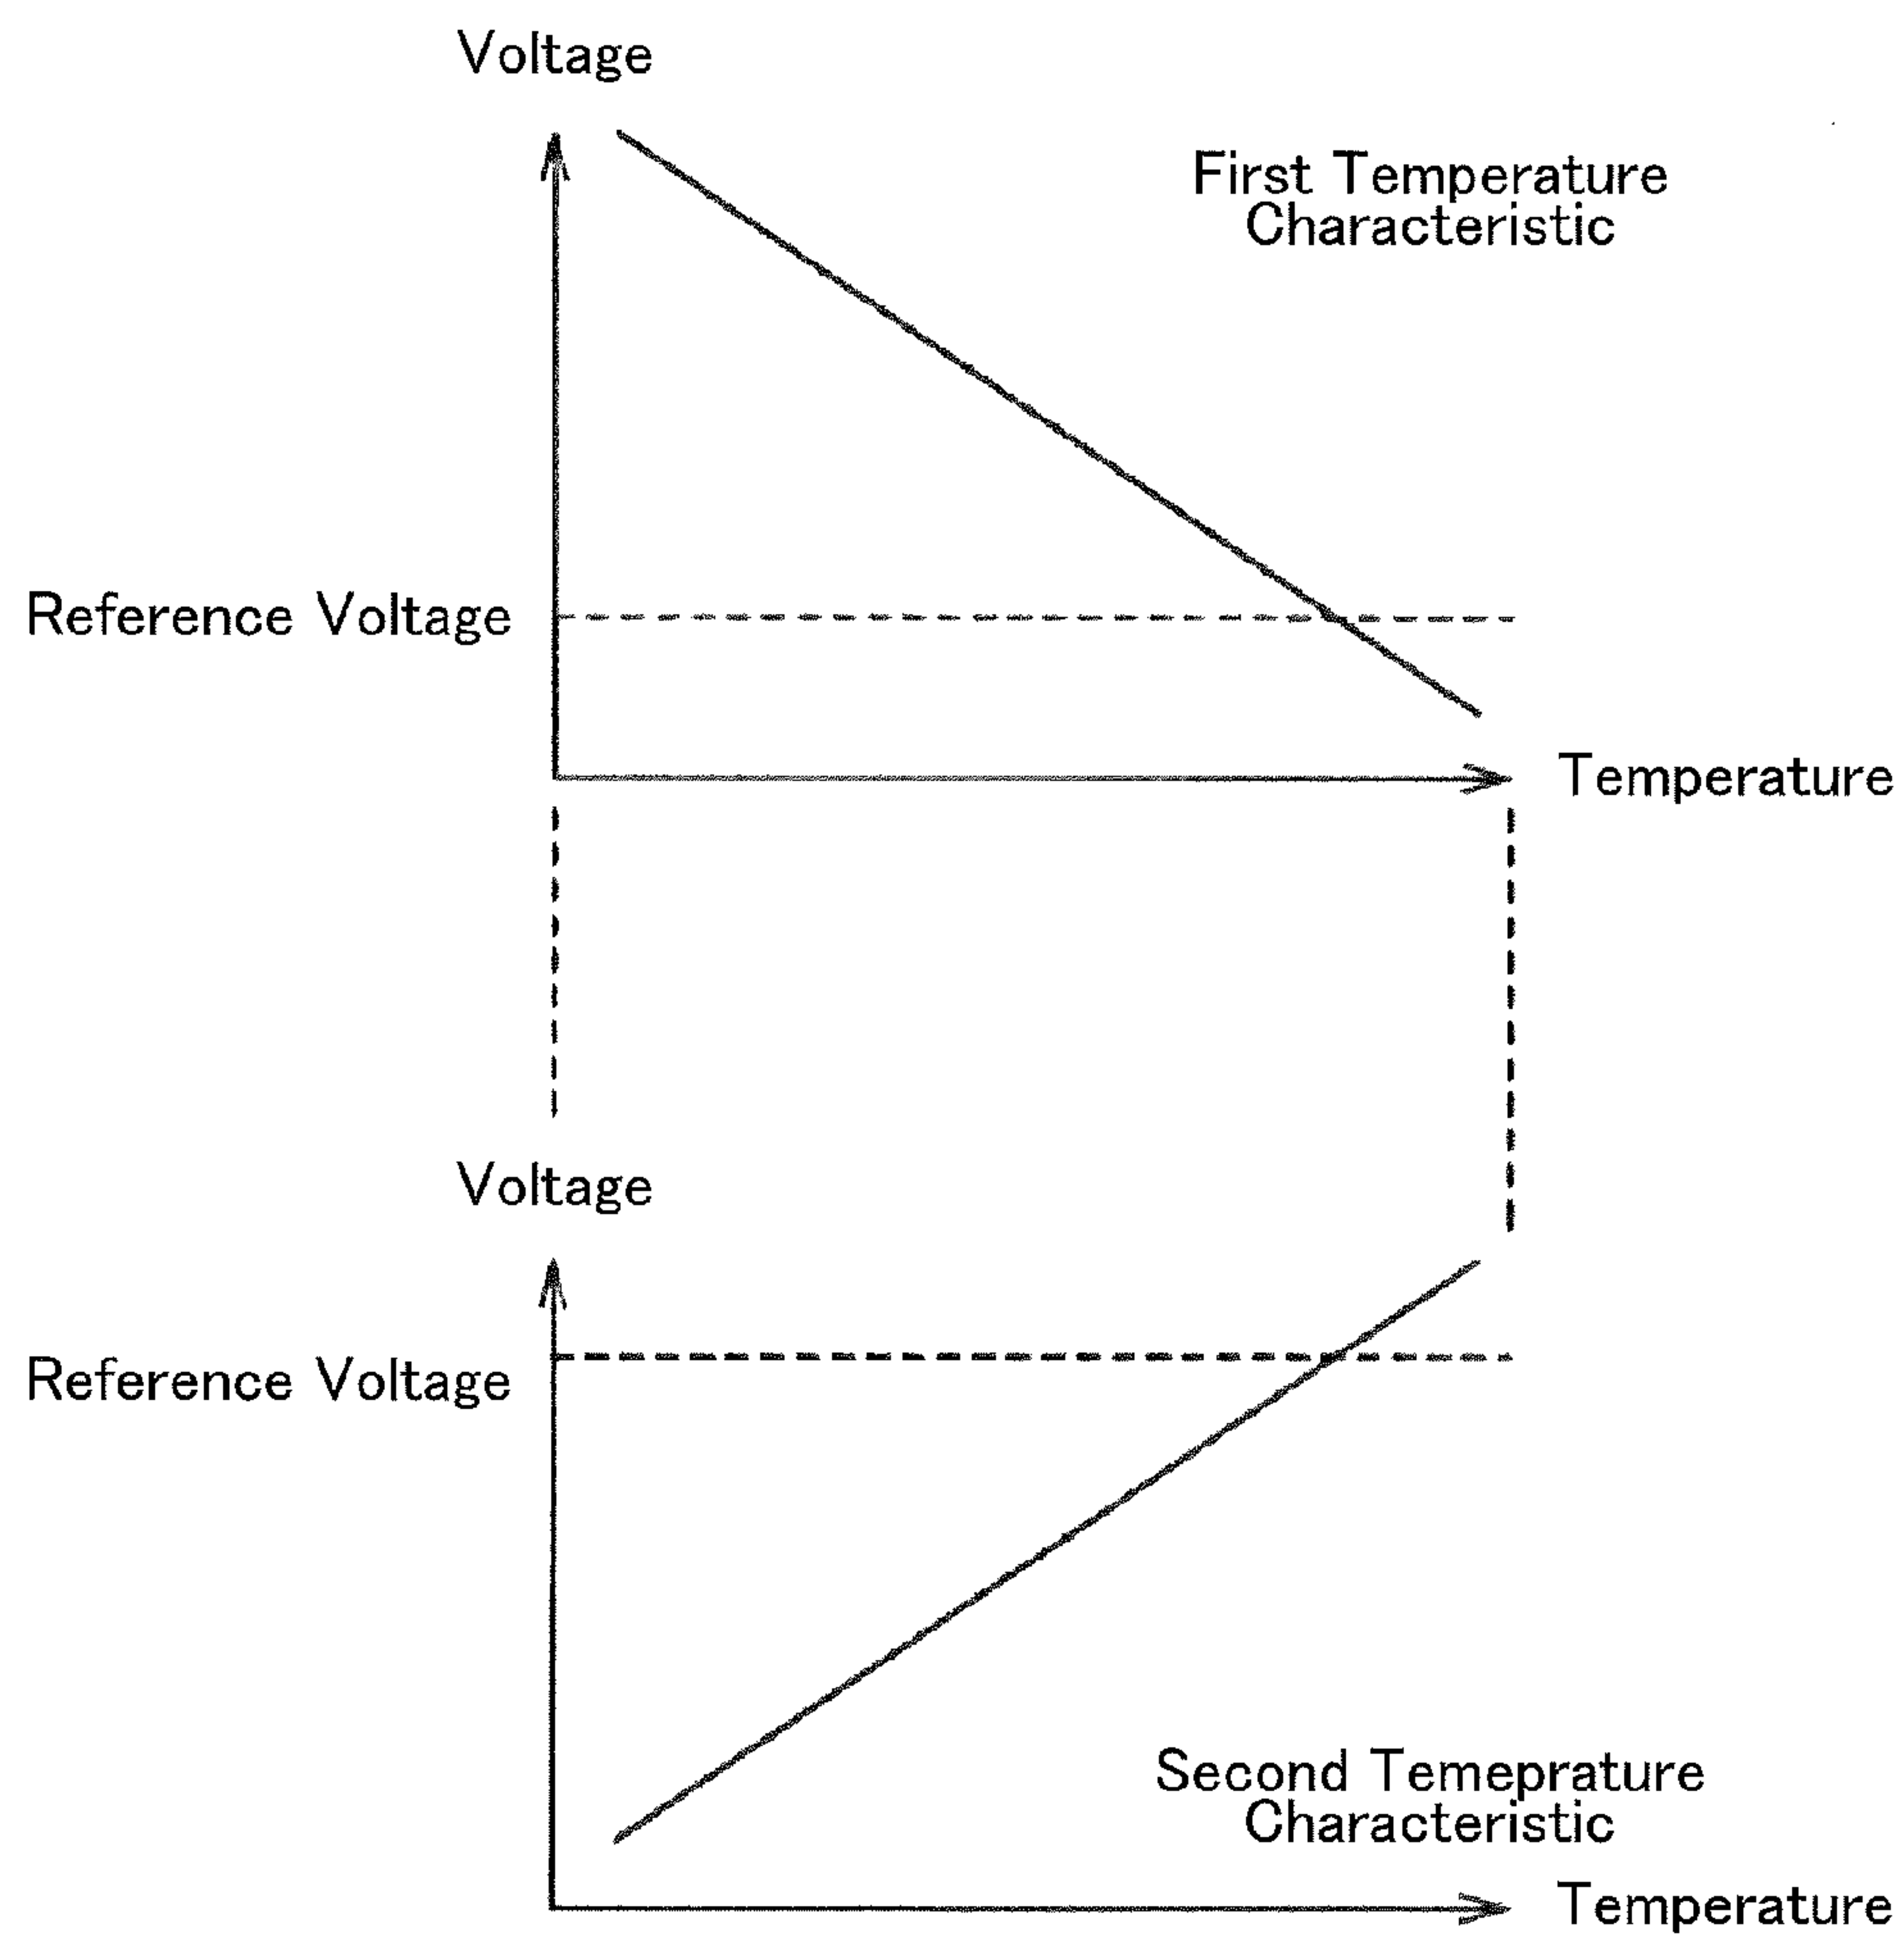 Voltage
First Temperature
Characteristic
Reference Voltage
Temperature
Voltage
Reference Voltage
Second Temeprature
Characteristic
Temperature